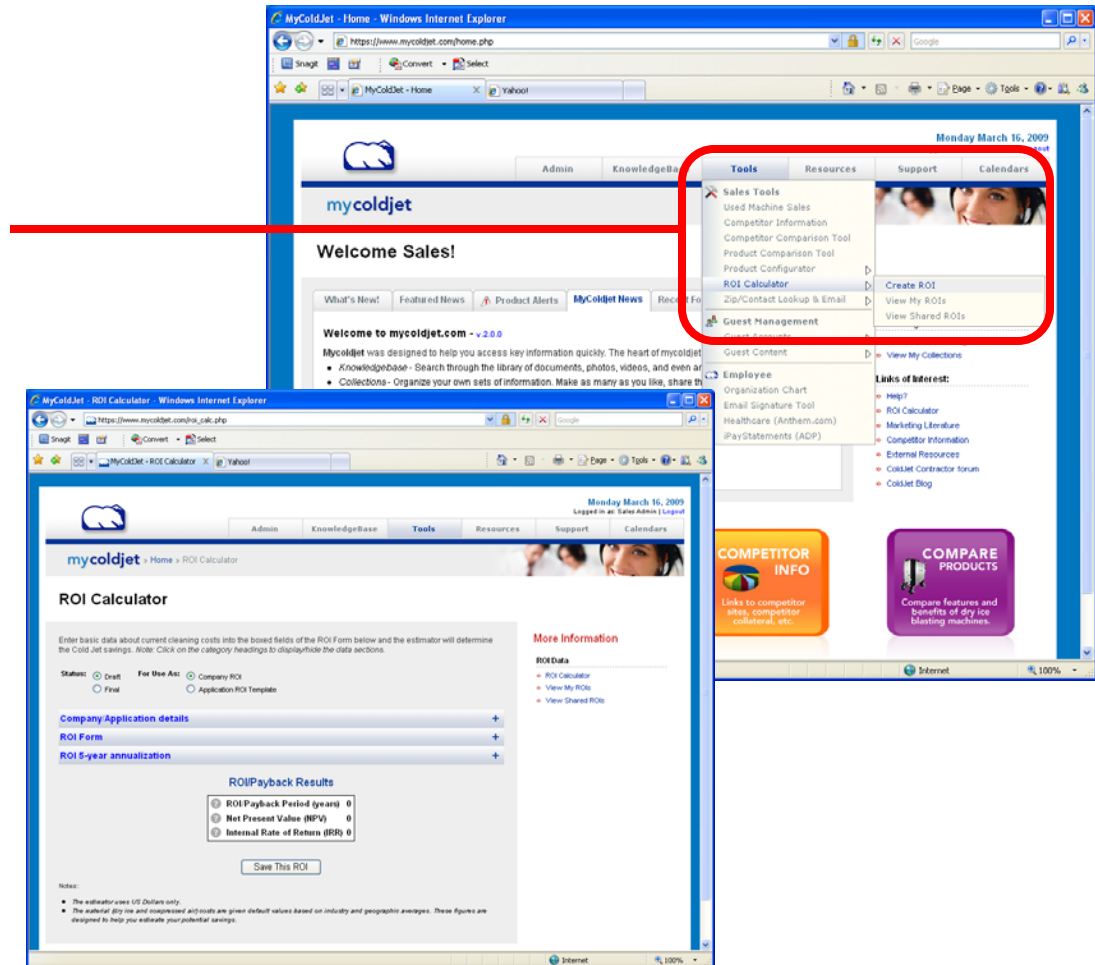 MyColdJet - Home - Windows Internet Explorer
https://www.mycoldjet.com/home.php
Google
Snagit
Convert
Select
MyColdJet - Home
Yahoo!
Page
Tools
Monday March 16, 2009
Admin
KnowledgeBa
Tools
Resources
Support
Calendars
mycoldjet
Welcome Sales!
Sales Tools
Used Machine Sales
Competitor Information
Competitor Comparison Tool
Product Comparison Tool
Product Configurator
ROI Calculator
Zip/Contact Lookup & Email
Create ROI
View My ROIs
View Shared ROIs
Guest Management
Guest Accounts
Guest Content
Employee
Organization Chart
Email Signature Tool
Healthcare (Anthem.com)
iPayStatements (ADP)
What's New!
Featured News
Product Alerts
MyColdjet News
Recent Fo
Welcome to mycoldjet.com - v.2.0.0
Mycoldjet was designed to help you access key information quickly. The heart of mycoldjet
Knowledgebase - Search through the library of documents, photos, videos, and even ar
Collections - Organize your own sets of information. Make as many as you like, share th
View My Collections
Links of Interest:
Help?
ROI Calculator
Marketing Literature
Competitor Information
External Resources
ColdJet Contractor forum
ColdJet Blog
COMPETITOR
INFO
Links to competitor
sites, competitor
collateral, etc.
COMPARE
PRODUCTS
Compare features and
benefits of dry ice
blasting machines.
Internet
100%
MyColdJet - ROI Calculator - Windows Internet Explorer
https://www.mycoldjet.com/roi_calc.php
Google
Snagit
Convert
Select
MyColdJet - ROI Calculator
Yahoo!
Page
Tools
Monday March 16, 2009
Logged in as: Sales Admin | Logout
Admin
KnowledgeBase
Tools
Resources
Support
Calendars
mycoldjet » Home » ROI Calculator
ROI Calculator
Enter basic data about current cleaning costs into the boxed fields of the ROI Form below and the estimator will determine
the Cold Jet savings. Note: Click on the category headings to display/hide the data sections.
Status: Draft For Use As: Company ROI
Final Application ROI Template
Company/Application details +
ROI Form +
ROI 5-year annualization +
ROI/Payback Results
ROI/Payback Period (years) 0
Net Present Value (NPV) 0
Internal Rate of Return (IRR) 0
Save This ROI
Notes:
The estimator uses US Dollars only.
The material (dry ice and compressed air) costs are given default values based on industry and geographic averages. These figures are
designed to help you estimate your potential savings.
More Information
ROI Data
ROI Calculator
View My ROIs
View Shared ROIs
Internet
100%